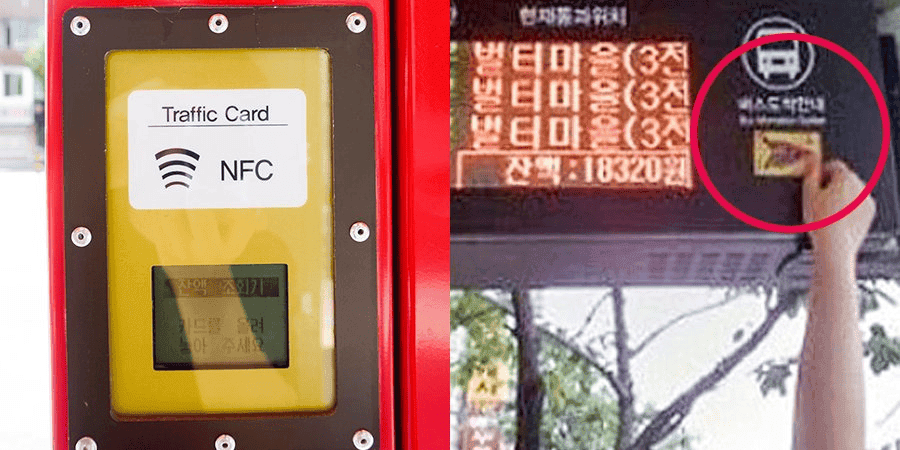 Traffic Card
NFC
잔액 조회기
카드를 올려
놓아 주세요
현재통과위치
벌터마을(3전
벌터마을(3전
벌터마을(3전
잔액:18320원
버스도착안내